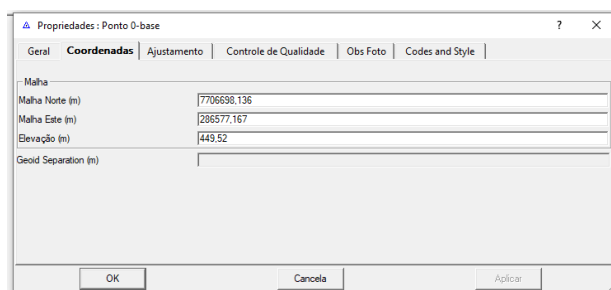 Propriedades : Ponto 0-base ? ×
Geral Coordenadas Ajustamento Controle de Qualidade Obs Foto Codes and Style
Malha
Malha Norte (m) 7706698,136
Malha Este (m) 286577,167
Elevação (m) 449,52
Geoid Separation (m)
OK Cancela Aplicar